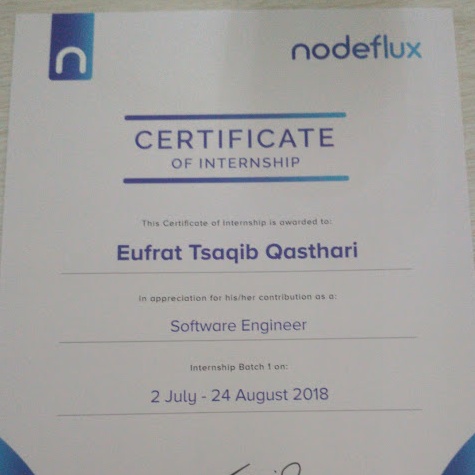 nodeflux
CERTIFICATE
OF INTERNSHIP
This Certificate of Internship is awarded to:
Eufrat Tsaqib Qasthari
In appreciation for his/her contribution as a:
Software Engineer
Internship Batch 1 on:
2 July - 24 August 2018